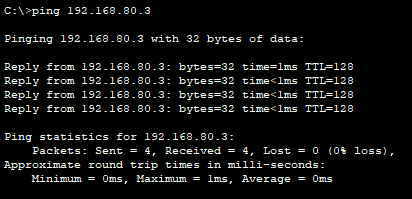 C:\>ping 192.168.80.3
Pinging 192.168.80.3 with 32 bytes of data:
Reply from 192.168.80.3: bytes=32 time=1ms TTL=128
Reply from 192.168.80.3: bytes=32 time<1ms TTL=128
Reply from 192.168.80.3: bytes=32 time<1ms TTL=128
Reply from 192.168.80.3: bytes=32 time<1ms TTL=128
Ping statistics for 192.168.80.3:
    Packets: Sent = 4, Received = 4, Lost = 0 (0% loss),
Approximate round trip times in milli-seconds:
    Minimum = 0ms, Maximum = 1ms, Average = 0ms